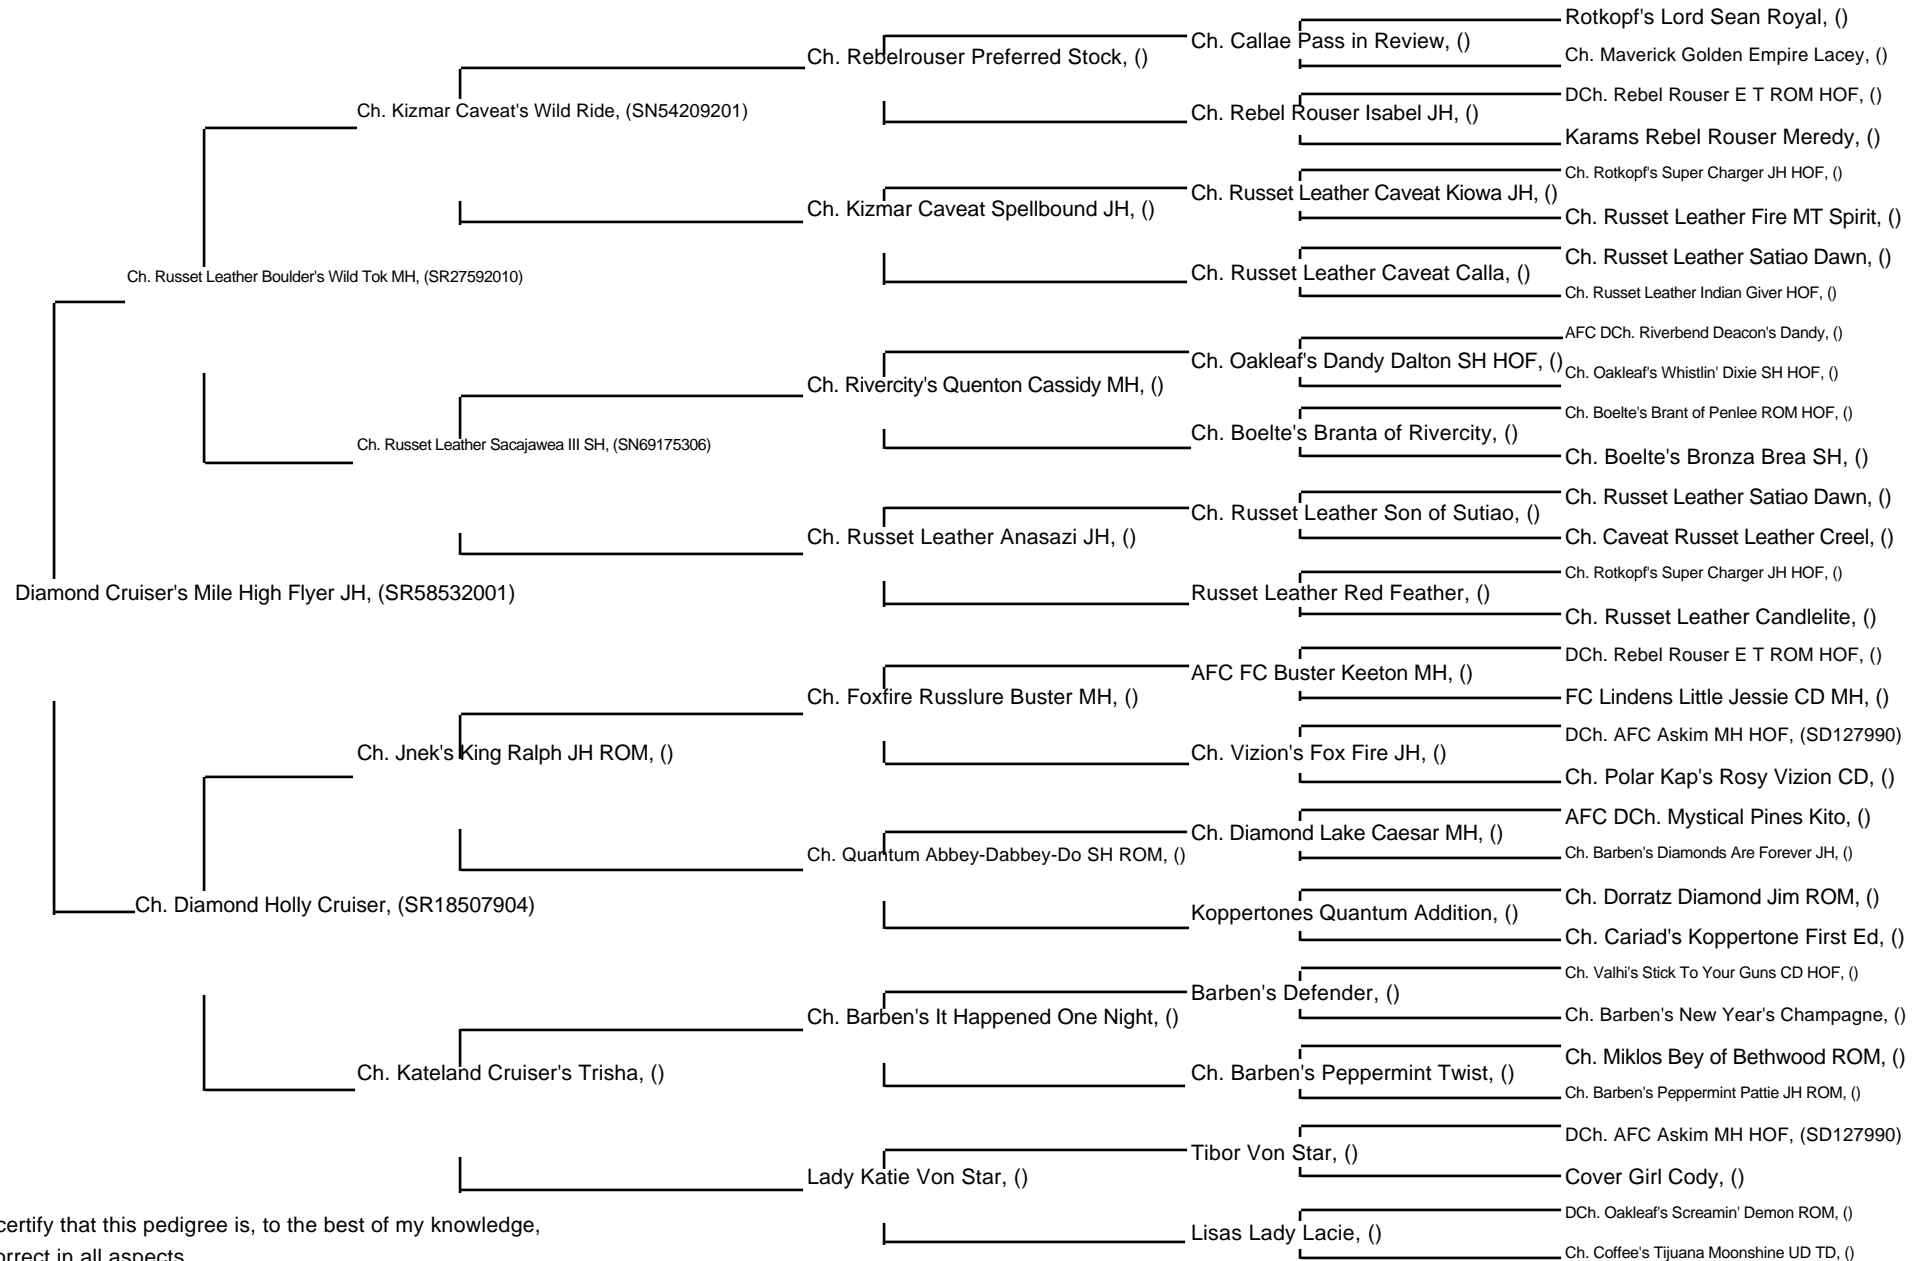 Rotkopf's Lord Sean Royal, ()
Ch. Callae Pass in Review, ()
Ch. Rebelrouser Preferred Stock, ()
Ch. Maverick Golden Empire Lacey, ()
DCh. Rebel Rouser E T ROM HOF, ()
Ch. Kizmar Caveat's Wild Ride, (SN54209201)
Ch. Rebel Rouser Isabel JH, ()
Karams Rebel Rouser Meredy, ()
Ch. Rotkopf's Super Charger JH HOF, ()
Ch. Russet Leather Caveat Kiowa JH, ()
Ch. Kizmar Caveat Spellbound JH, ()
Ch. Russet Leather Fire MT Spirit, ()
Ch. Russet Leather Satiao Dawn, ()
Ch. Russet Leather Boulder's Wild Tok MH, (SR27592010)
Ch. Russet Leather Caveat Calla, ()
Ch. Russet Leather Indian Giver HOF, ()
AFC DCh. Riverbend Deacon's Dandy, ()
Ch. Oakleaf's Dandy Dalton SH HOF, ()
Ch. Oakleaf's Whistlin' Dixie SH HOF, ()
Ch. Rivercity's Quenton Cassidy MH, ()
Ch. Boelte's Brant of Penlee ROM HOF, ()
Ch. Boelte's Branta of Rivercity, ()
Ch. Russet Leather Sacajawea III SH, (SN69175306)
Ch. Boelte's Bronza Brea SH, ()
Ch. Russet Leather Satiao Dawn, ()
Ch. Russet Leather Son of Sutiao, ()
Ch. Russet Leather Anasazi JH, ()
Ch. Caveat Russet Leather Creel, ()
Ch. Rotkopf's Super Charger JH HOF, ()
Diamond Cruiser's Mile High Flyer JH, (SR58532001)
Russet Leather Red Feather, ()
Ch. Russet Leather Candlelite, ()
DCh. Rebel Rouser E T ROM HOF, ()
AFC FC Buster Keeton MH, ()
Ch. Foxfire Russlure Buster MH, ()
FC Lindens Little Jessie CD MH, ()
DCh. AFC Askim MH HOF, (SD127990)
Ch. Jnek's King Ralph JH ROM, ()
Ch. Vizion's Fox Fire JH, ()
Ch. Polar Kap's Rosy Vizion CD, ()
AFC DCh. Mystical Pines Kito, ()
Ch. Diamond Lake Caesar MH, ()
Ch. Quantum Abbey-Dabbey-Do SH ROM, ()
Ch. Barben's Diamonds Are Forever JH, ()
Ch. Dorratz Diamond Jim ROM, ()
Ch. Diamond Holly Cruiser, (SR18507904)
Koppertones Quantum Addition, ()
Ch. Cariad's Koppertone First Ed, ()
Ch. Valhi's Stick To Your Guns CD HOF, ()
Barben's Defender, ()
Ch. Barben's It Happened One Night, ()
Ch. Barben's New Year's Champagne, ()
Ch. Miklos Bey of Bethwood ROM, ()
Ch. Kateland Cruiser's Trisha, ()
Ch. Barben's Peppermint Twist, ()
Ch. Barben's Peppermint Pattie JH ROM, ()
DCh. AFC Askim MH HOF, (SD127990)
Tibor Von Star, ()
Lady Katie Von Star, ()
Cover Girl Cody, ()
DCh. Oakleaf's Screamin' Demon ROM, ()
certify that this pedigree is, to the best of my knowledge,
Lisas Lady Lacie, ()
Ch. Coffee's Tijuana Moonshine UD TD, ()
orrect in all aspects